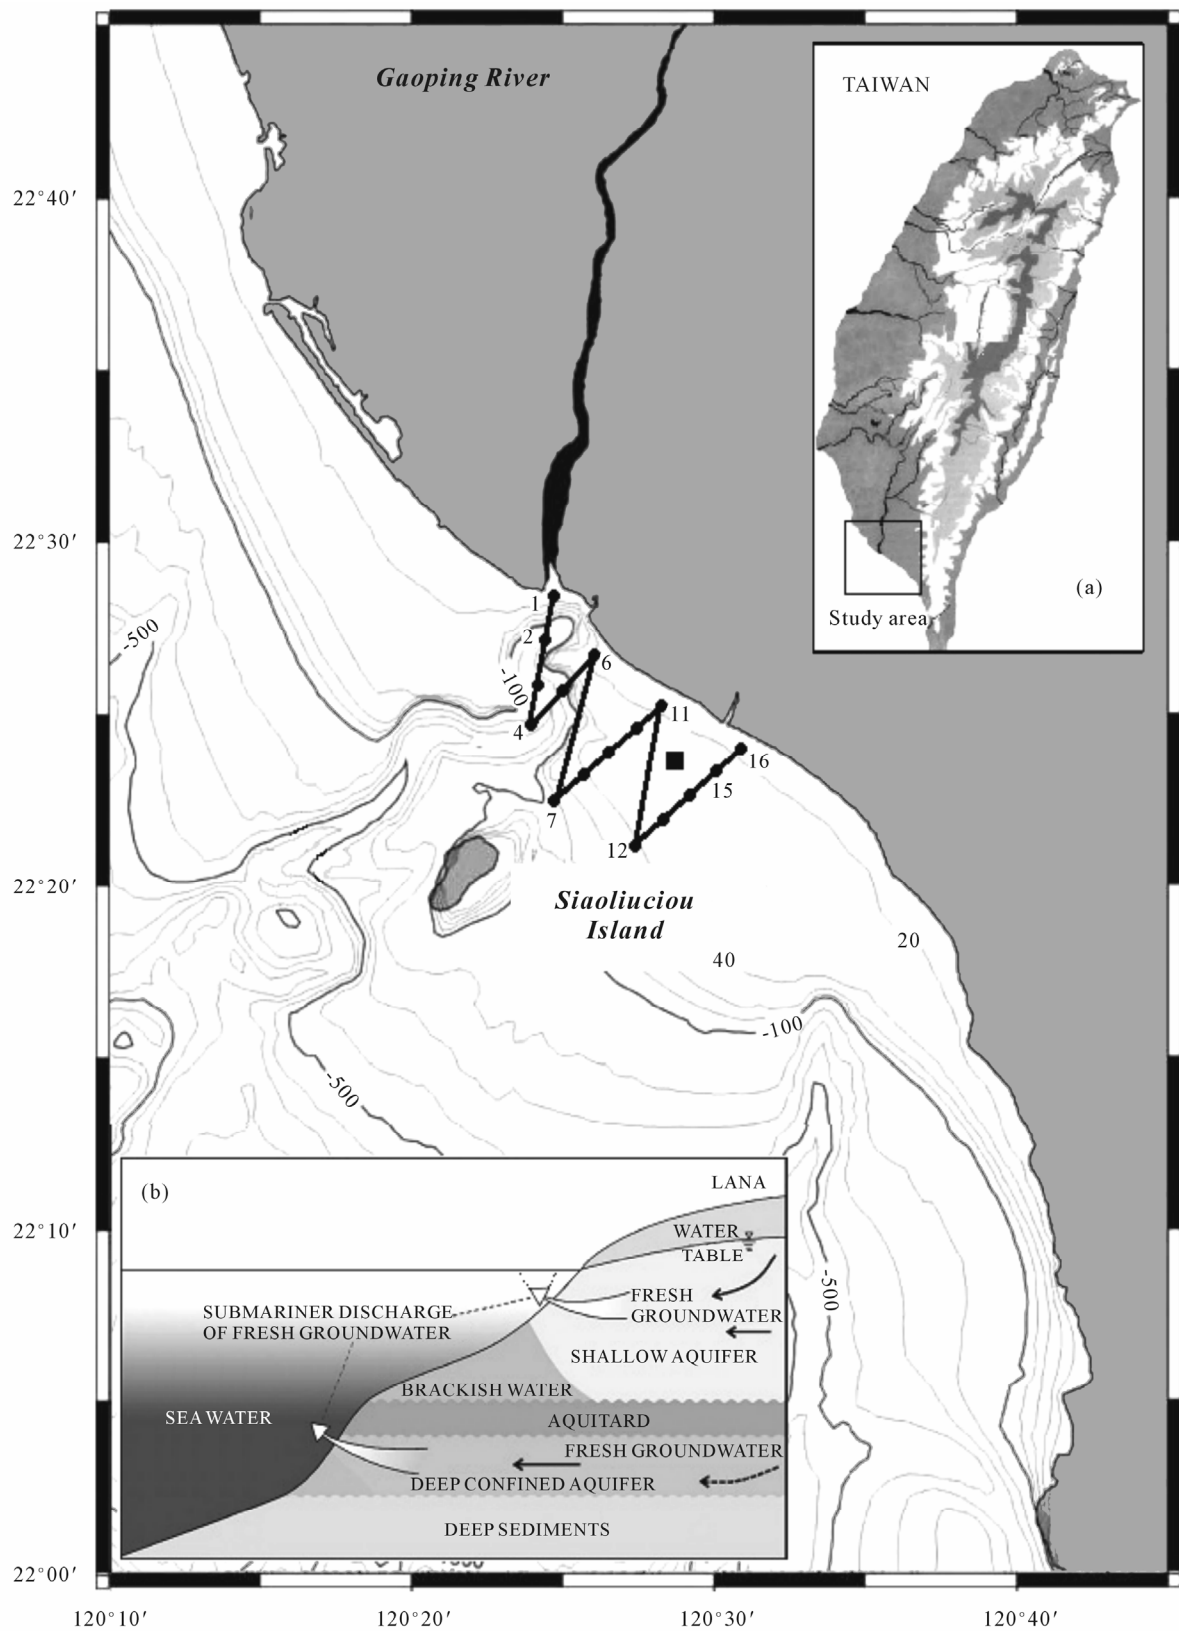 Gaoping River
TAIWAN
(a)
Study area
22°40′
22°30′
22°20′
22°10′
22°00′
120°10′
120°20′
120°30′
120°40′
-500
-100
1
2
4
6
7
11
12
15
16
Siaoliuciou
Island
20
40
-100
-500
-500
(b)
LANA
WATER
TABLE
FRESH
GROUNDWATER
SUBMARINER DISCHARGE
OF FRESH GROUNDWATER
SHALLOW AQUIFER
BRACKISH WATER
SEA WATER
AQUITARD
FRESH GROUNDWATER
DEEP CONFINED AQUIFER
DEEP SEDIMENTS